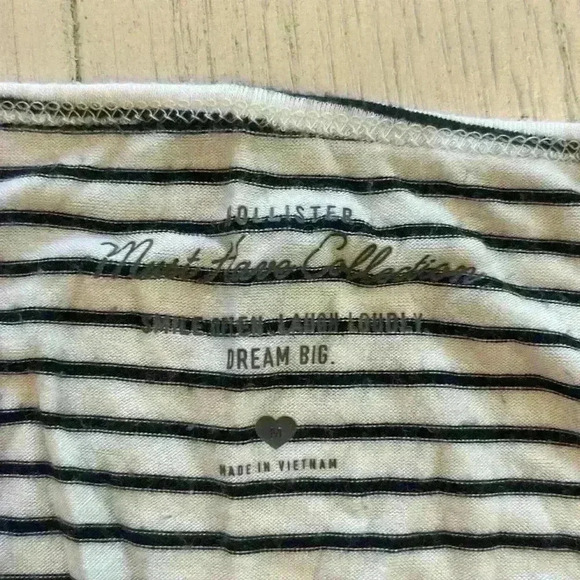 HOLLISTER
Must Have Collection
SMILE OFTEN. LAUGH LOUDLY.
DREAM BIG.
M
MADE IN VIETNAM